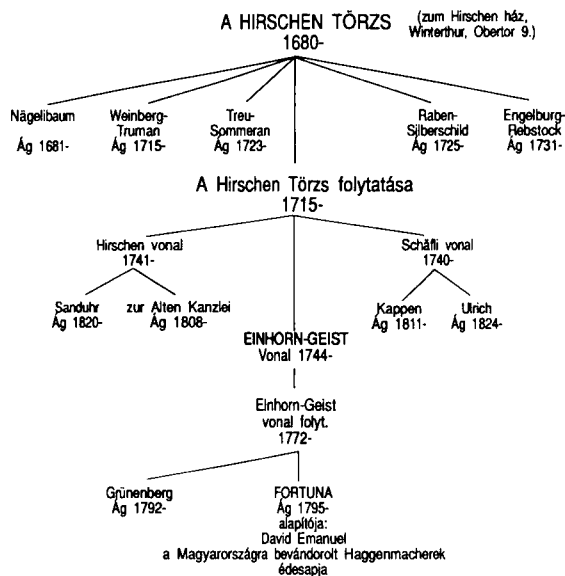 A HIRSCHEN TÖRZS
1680-
(zum Hirschen ház,
Winterthur, Obertor 9.)
Nägelibaum
Ág 1681-
Weinberg-
Truman
Ág 1715-
Treu-
Sommeran
Ág 1723-
Raben-
Silberschild
Ág 1725-
Engelburg-
Rebstock
Ág 1731-
A Hirschen Törzs folytatása
1715-
Hirschen vonal
1741-
Schäfli vonal
1740-
Sanduhr
Ág 1820-
zur Alten Kanzlei
Ág 1808-
Kappen
Ág 1811-
Ulrich
Ág 1824-
EINHORN-GEIST
Vonal 1744-
Einhorn-Geist
vonal folyt.
1772-
Grünenberg
Ág 1792-
FORTUNA
Ág 1795-
alapítója:
David Emanuel
a Magyarországra bevándorolt Haggenmacherek
édesapja